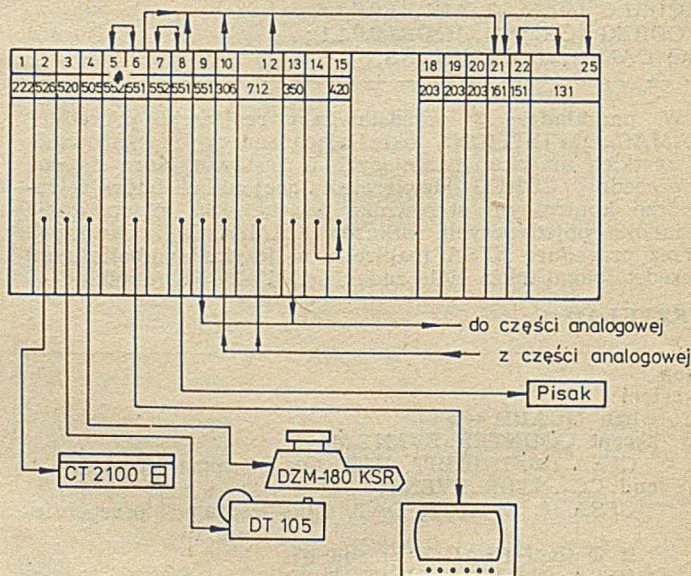 1 2 3 4 5 6 7 8 9 10 12 13 14 15 18 19 20 21 22 25
222 526 520 505 552 551 552 551 551 306 712 350 420 203 203 203 161 151 131
do części analogowej
z części analogowej
Pisak
CT 2100
DZM-180 KSR
DT 105